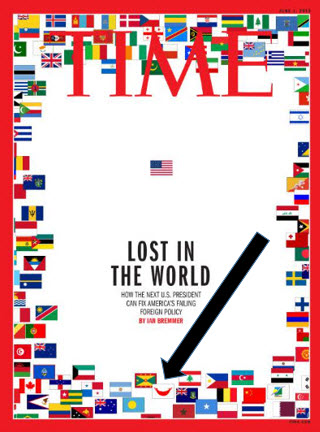 TIME
LOST IN
THE WORLD
HOW THE NEXT U.S. PRESIDENT
CAN FIX AMERICA'S FAILING
FOREIGN POLICY
BY IAN BREMMER